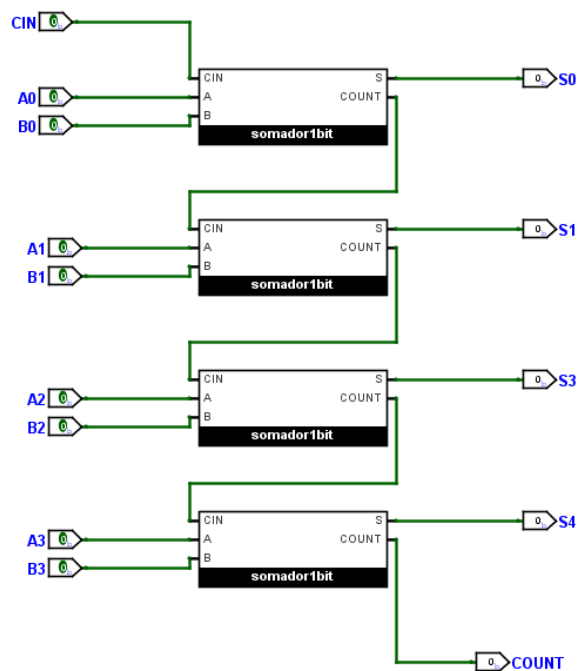 CIN 0
CIN S 0 S0
A0 0 A COUNT
B0 0 B
somador1bit
CIN S 0 S1
A1 0 A COUNT
B1 0 B
somador1bit
CIN S 0 S3
A2 0 A COUNT
B2 0 B
somador1bit
CIN S 0 S4
A3 0 A COUNT
B3 0 B
somador1bit
0 COUNT